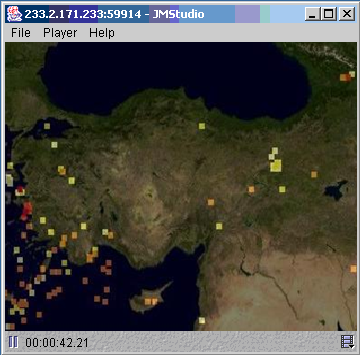 233.2.171.233:59914 - JMStudio
File Player Help
00:00:42.21